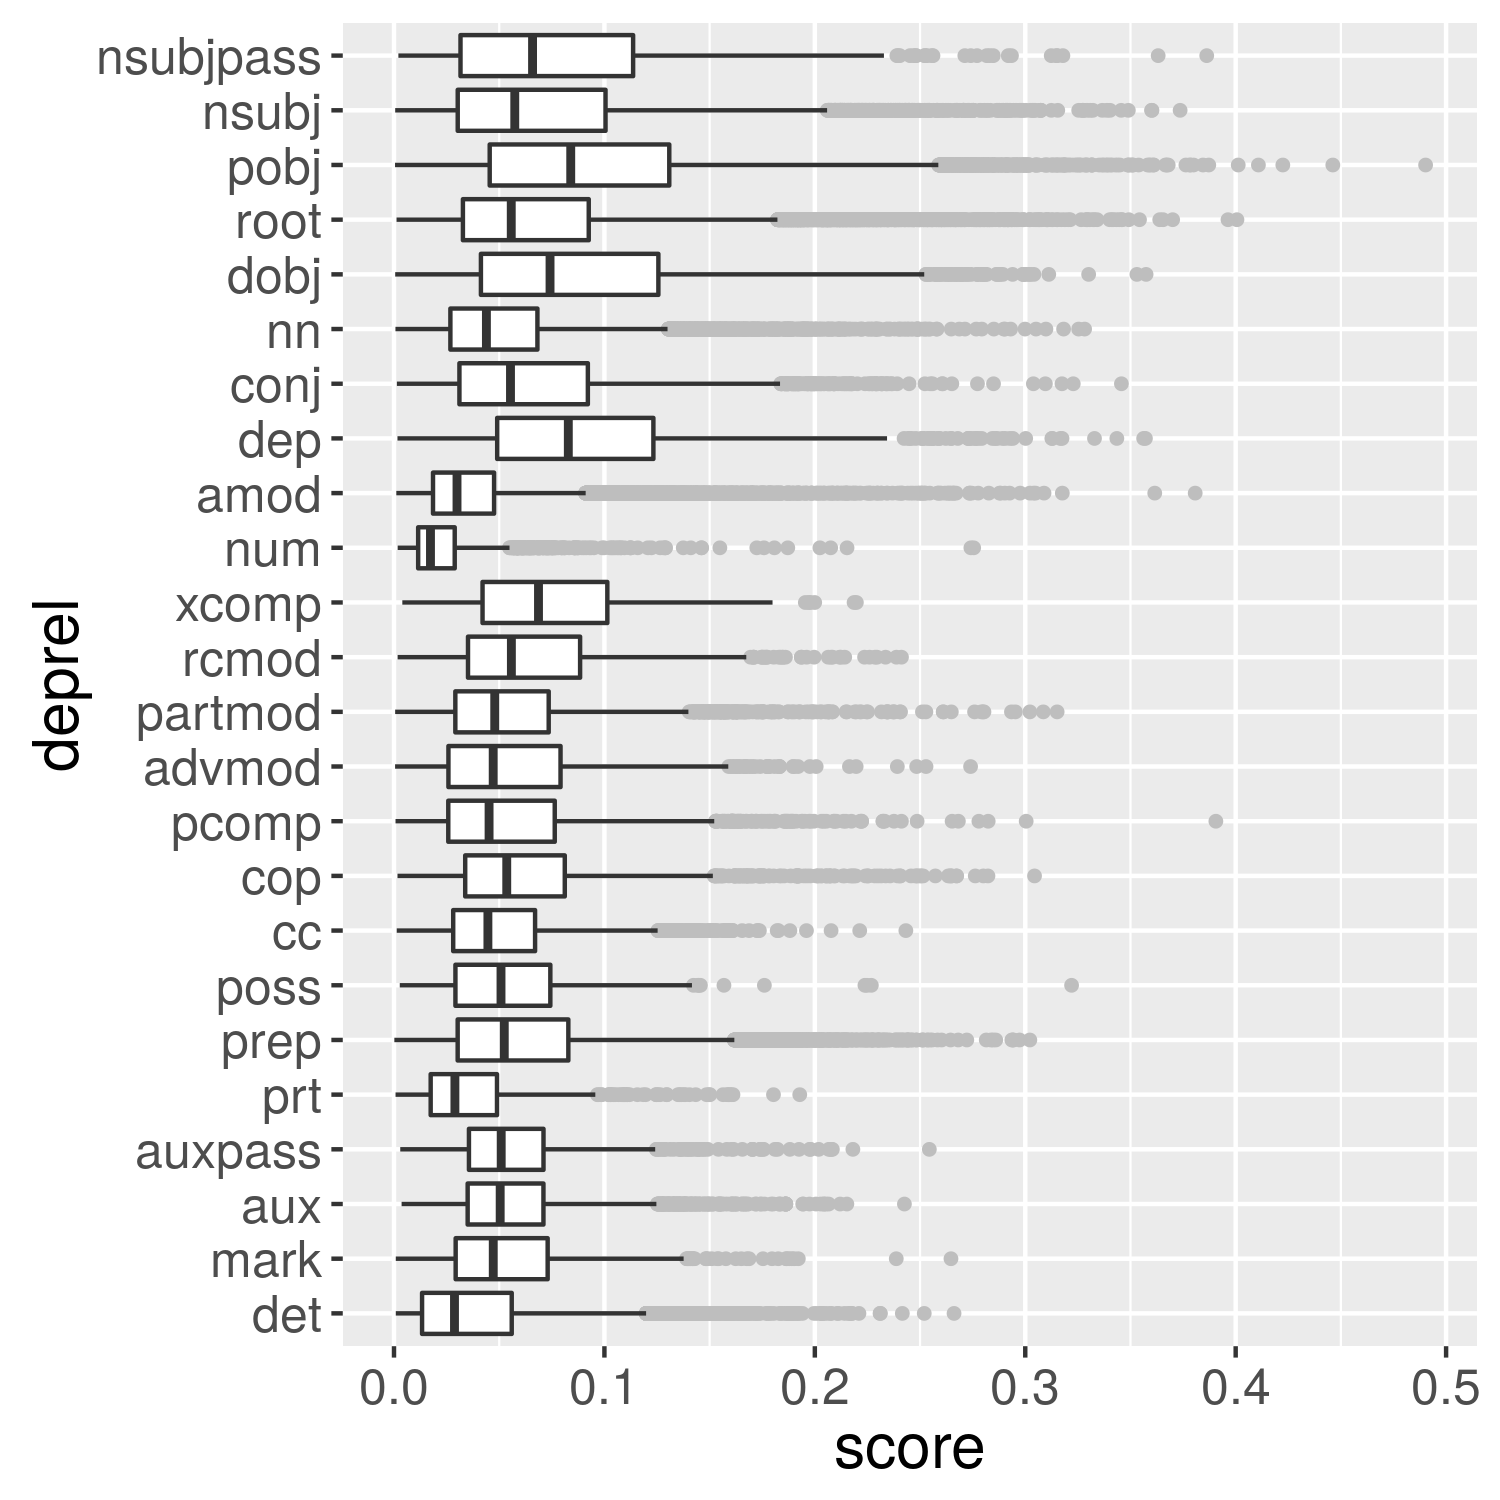 nsubjpass
nsubj
pobj
root
dobj
nn
conj
dep
amod
num
xcomp
rcmod
partmod
advmod
pcomp
cop
cc
poss
prep
prt
auxpass
aux
mark
det
deprel
0.0 0.1 0.2 0.3 0.4 0.5
score